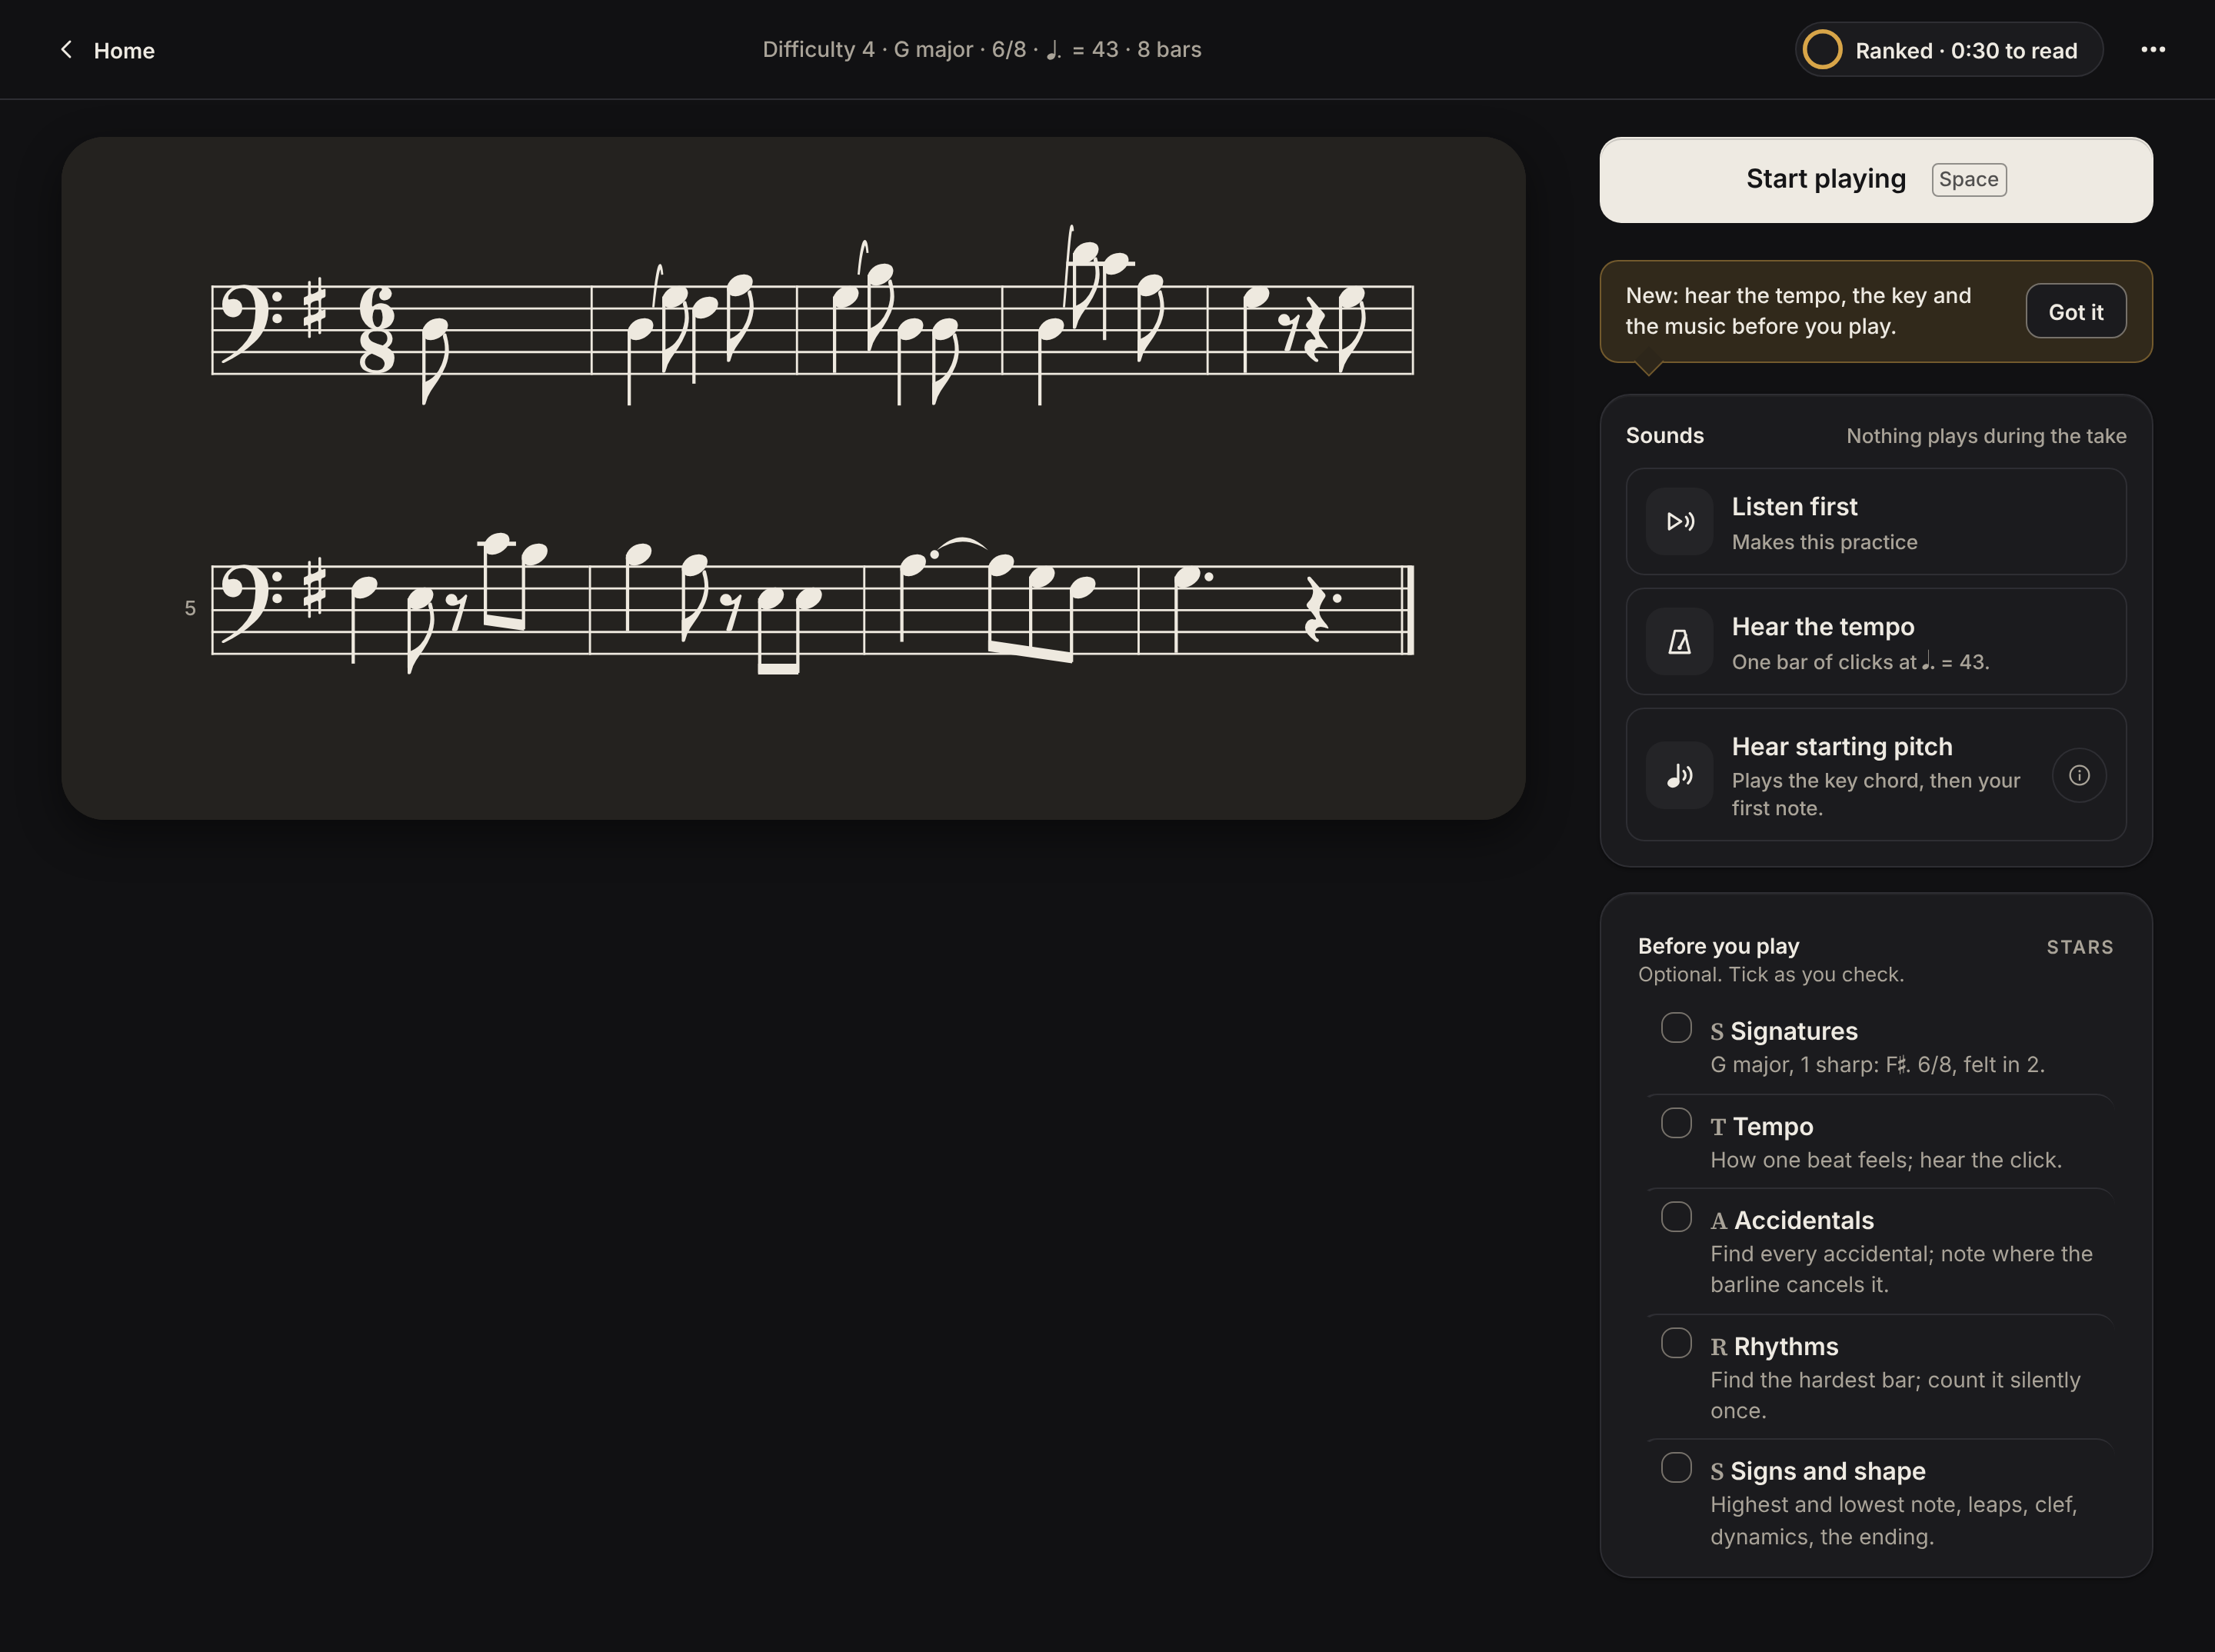 Home
Difficulty 4 · G major · 6/8 · ♩. = 43 · 8 bars
Ranked · 0:30 to read
Start playing Space
New: hear the tempo, the key and
the music before you play.
Got it
Sounds
Nothing plays during the take
Listen first
Makes this practice
Hear the tempo
One bar of clicks at ♩. = 43.
Hear starting pitch
Plays the key chord, then your
first note.
6
8
5
Before you play
STARS
Optional. Tick as you check.
S Signatures
G major, 1 sharp: F♯. 6/8, felt in 2.
T Tempo
How one beat feels; hear the click.
A Accidentals
Find every accidental; note where the
barline cancels it.
R Rhythms
Find the hardest bar; count it silently
once.
S Signs and shape
Highest and lowest note, leaps, clef,
dynamics, the ending.